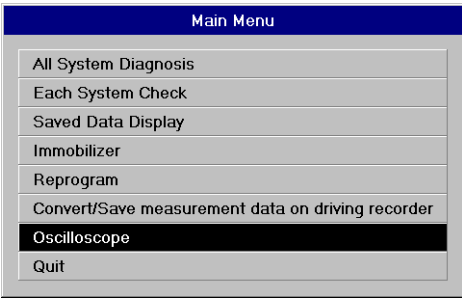 Main Menu
All System Diagnosis
Each System Check
Saved Data Display
Immobilizer
Reprogram
Convert/Save measurement data on driving recorder
Oscilloscope
Quit